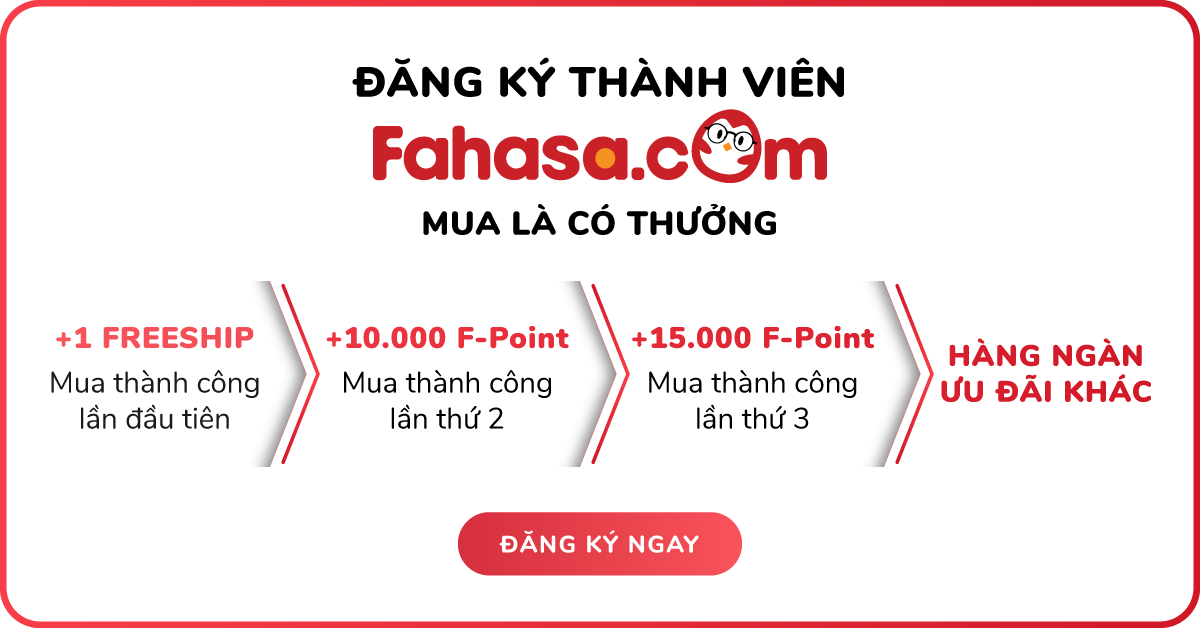 ĐĂNG KÝ THÀNH VIÊN
Fahasa.com
MUA LÀ CÓ THƯỞNG
+1 FREESHIP
Mua thành công
lần đầu tiên
+10.000 F-Point
Mua thành công
lần thứ 2
+15.000 F-Point
Mua thành công
lần thứ 3
HÀNG NGÀN
ƯU ĐÃI KHÁC
ĐĂNG KÝ NGAY